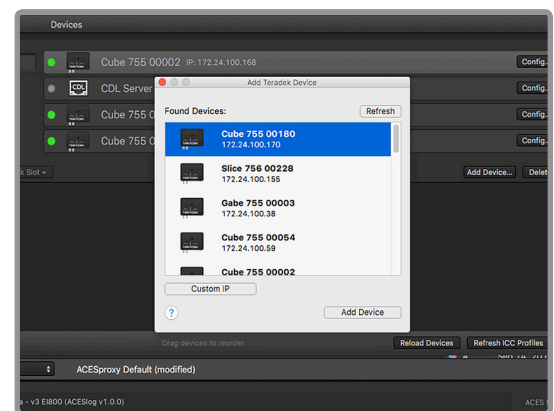 Devices
Cube 755 00002 IP: 172.24.100.168
Config..
CDL
CDL Server
Config..
Cube 755 0
Config..
Cube 755 0
Config..
Add Teradek Device
Found Devices:
Refresh
Cube 755 00180
172.24.100.170
Slice 756 00228
172.24.100.155
Gabe 755 00003
172.24.100.38
Cube 755 00054
172.24.100.59
Cube 755 00002
Custom IP
?
Add Device
k Slot
Add Device...
Delet
Drag devices to reorder
Reload Devices
Refresh ICC Profiles
ACESproxy Default (modified)
a - v3 EI800 (ACESlog v1.0.0)
ACES